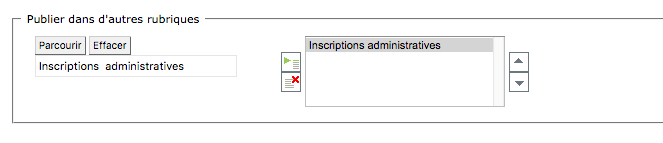 Publier dans d'autres rubriques
Parcourir Effacer
Inscriptions administratives
Inscriptions administratives